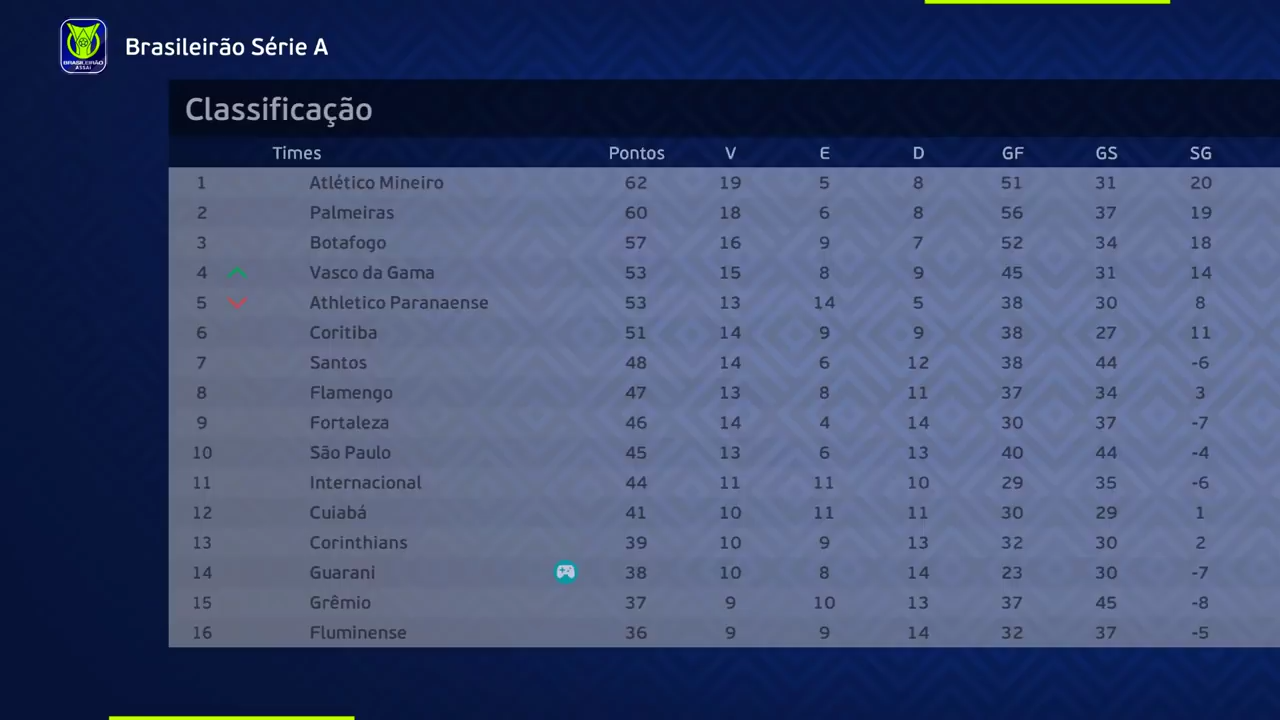 BRASILEIRÃO
ASSAÍ
Brasileirão Série A
Classificação
Times Pontos V E D GF GS SG
1 Atlético Mineiro 62 19 5 8 51 31 20
2 Palmeiras 60 18 6 8 56 37 19
3 Botafogo 57 16 9 7 52 34 18
4 Vasco da Gama 53 15 8 9 45 31 14
5 Athletico Paranaense 53 13 14 5 38 30 8
6 Coritiba 51 14 9 9 38 27 11
7 Santos 48 14 6 12 38 44 -6
8 Flamengo 47 13 8 11 37 34 3
9 Fortaleza 46 14 4 14 30 37 -7
10 São Paulo 45 13 6 13 40 44 -4
11 Internacional 44 11 11 10 29 35 -6
12 Cuiabá 41 10 11 11 30 29 1
13 Corinthians 39 10 9 13 32 30 2
14 Guarani 38 10 8 14 23 30 -7
15 Grêmio 37 9 10 13 37 45 -8
16 Fluminense 36 9 9 14 32 37 -5